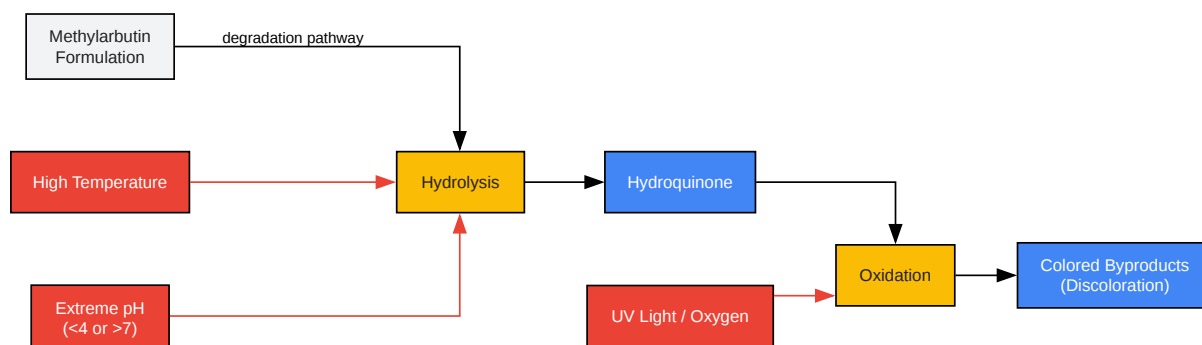 Methylarbutin
Formulation
degradation pathway
High Temperature
Hydrolysis
Hydroquinone
Oxidation
Colored Byproducts
(Discoloration)
Extreme pH
(<4 or >7)
UV Light / Oxygen